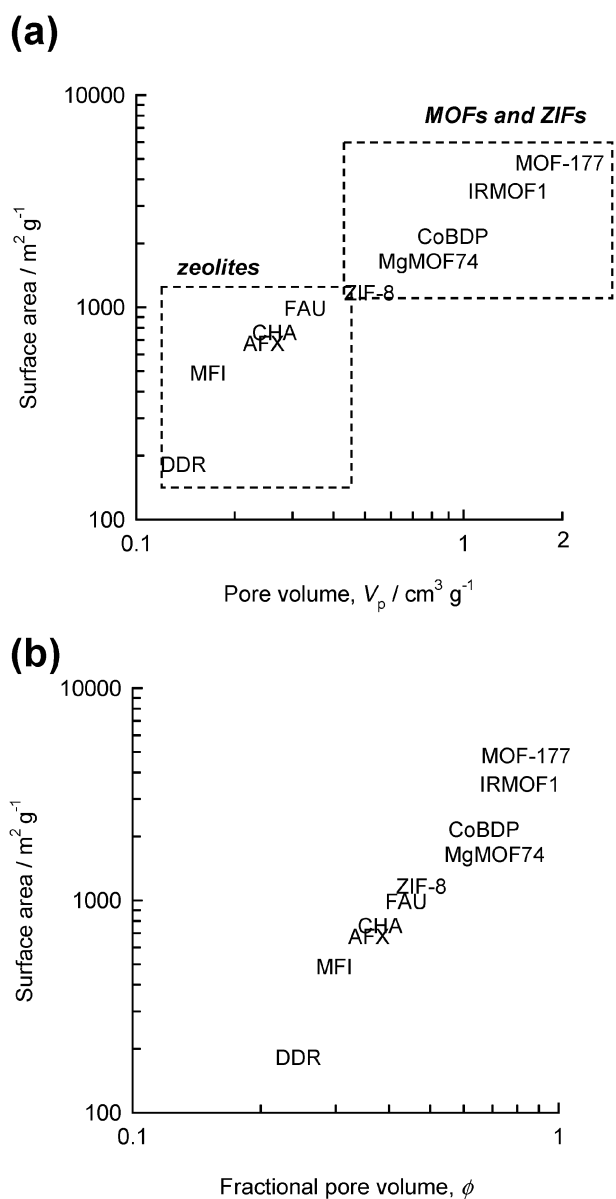 (a)
10000
MOFs and ZIFs
MOF-177
IRMOF1
CoBDP
MgMOF74
zeolites
ZIF-8
1000
FAU
CHA
AFX
MFI
DDR
100
0.1
1
2
Surface area / m² g⁻¹
Pore volume, Vₚ / cm³ g⁻¹
(b)
10000
MOF-177
IRMOF1
CoBDP
MgMOF74
ZIF-8
1000
FAU
CHA
AFX
MFI
DDR
100
0.1
1
Surface area / m² g⁻¹
Fractional pore volume, ϕ